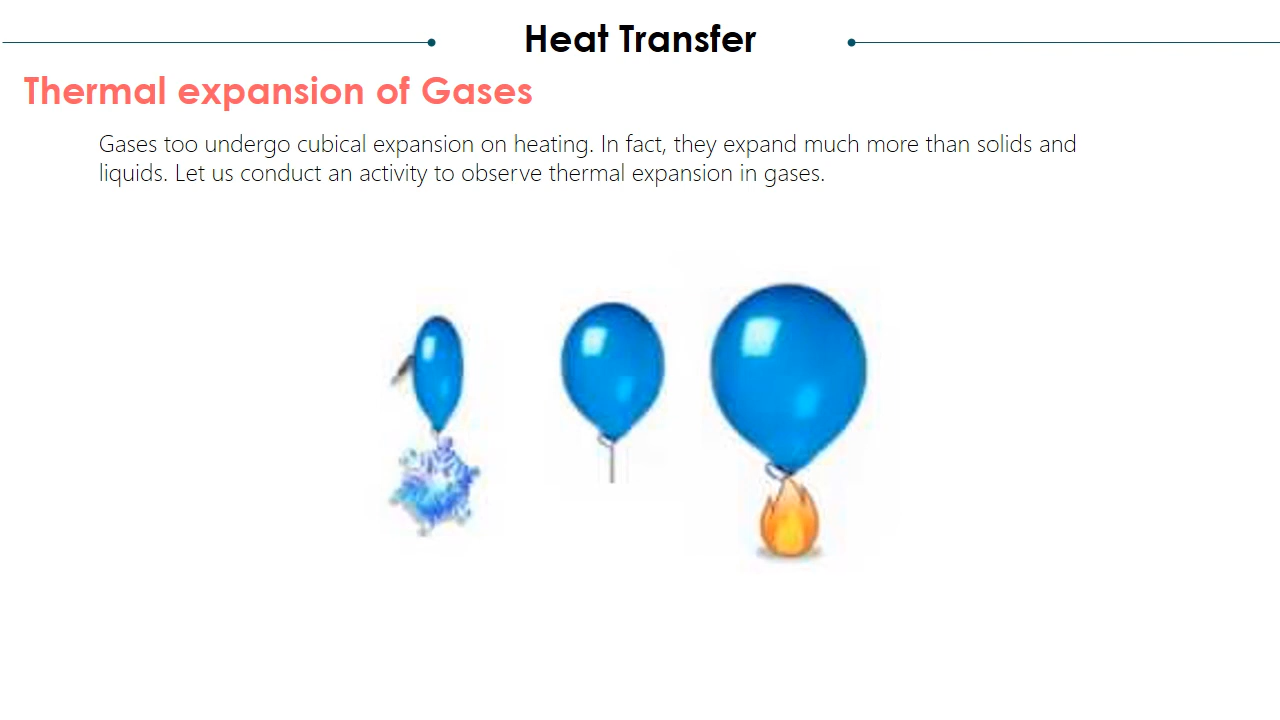 Heat Transfer
Thermal expansion of Gases
Gases too undergo cubical expansion on heating. In fact, they expand much more than solids and
liquids. Let us conduct an activity to observe thermal expansion in gases.